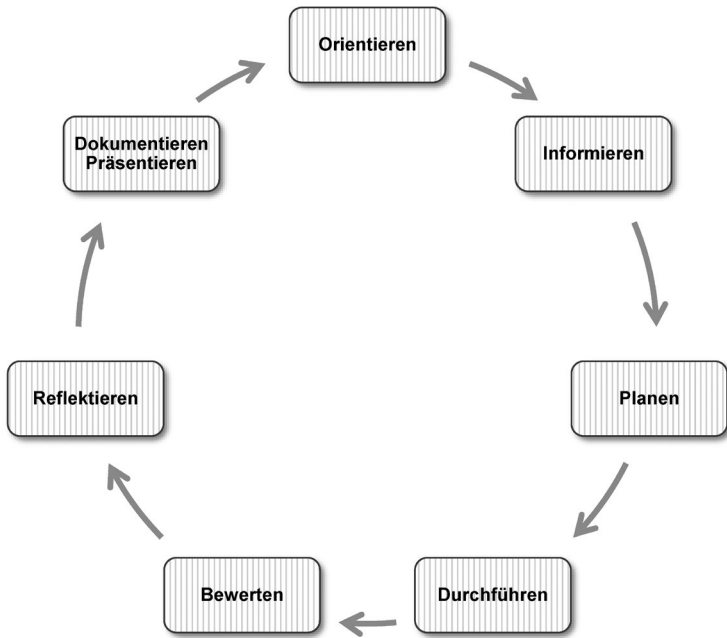 Orientieren
Informieren
Planen
Durchführen
Bewerten
Reflektieren
Dokumentieren
Präsentieren